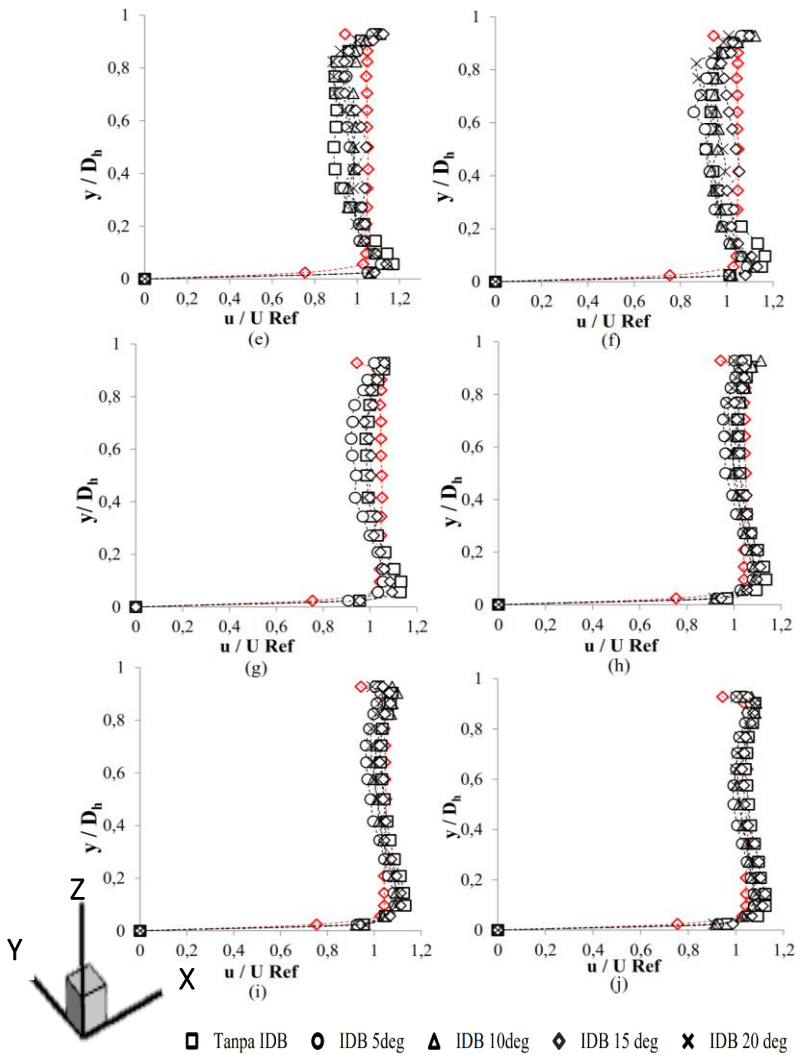 1
0,8
0,6
0,4
0,2
0
y / Dh
0 0,2 0,4 0,6 0,8 1 1,2
u / U Ref
(e)
1
0,8
0,6
0,4
0,2
0
y / Dh
0 0,2 0,4 0,6 0,8 1 1,2
u / U Ref
(f)
1
0,8
0,6
0,4
0,2
0
y / Dh
0 0,2 0,4 0,6 0,8 1 1,2
u / U Ref
(g)
1
0,8
0,6
0,4
0,2
0
y / Dh
0 0,2 0,4 0,6 0,8 1 1,2
u / U Ref
(h)
1
0,8
0,6
0,4
0,2
0
y / Dh
0 0,2 0,4 0,6 0,8 1 1,2
u / U Ref
(i)
1
0,8
0,6
0,4
0,2
0
y / Dh
0 0,2 0,4 0,6 0,8 1 1,2
u / U Ref
(j)
Z
Y
X
Tanpa IDB IDB 5deg IDB 10deg IDB 15 deg IDB 20 deg